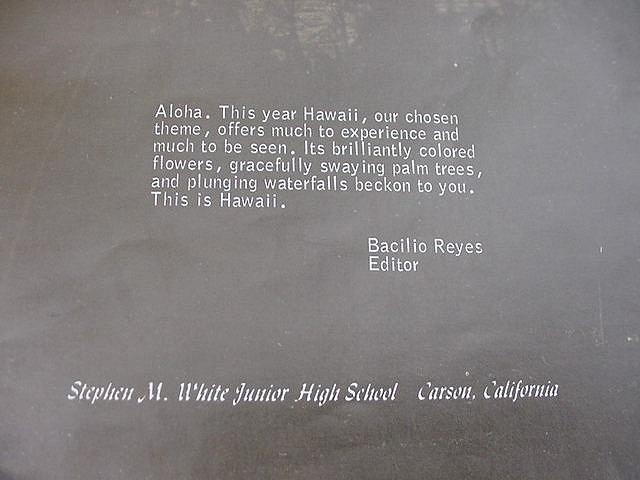 Aloha. This year Hawaii, our chosen
theme, offers much to experience and
much to be seen. Its brilliantly colored
flowers, gracefully swaying palm trees,
and plunging waterfalls beckon to you.
This is Hawaii.
Bacilio Reyes
Editor
Stephen M. White Junior High School Carson, California